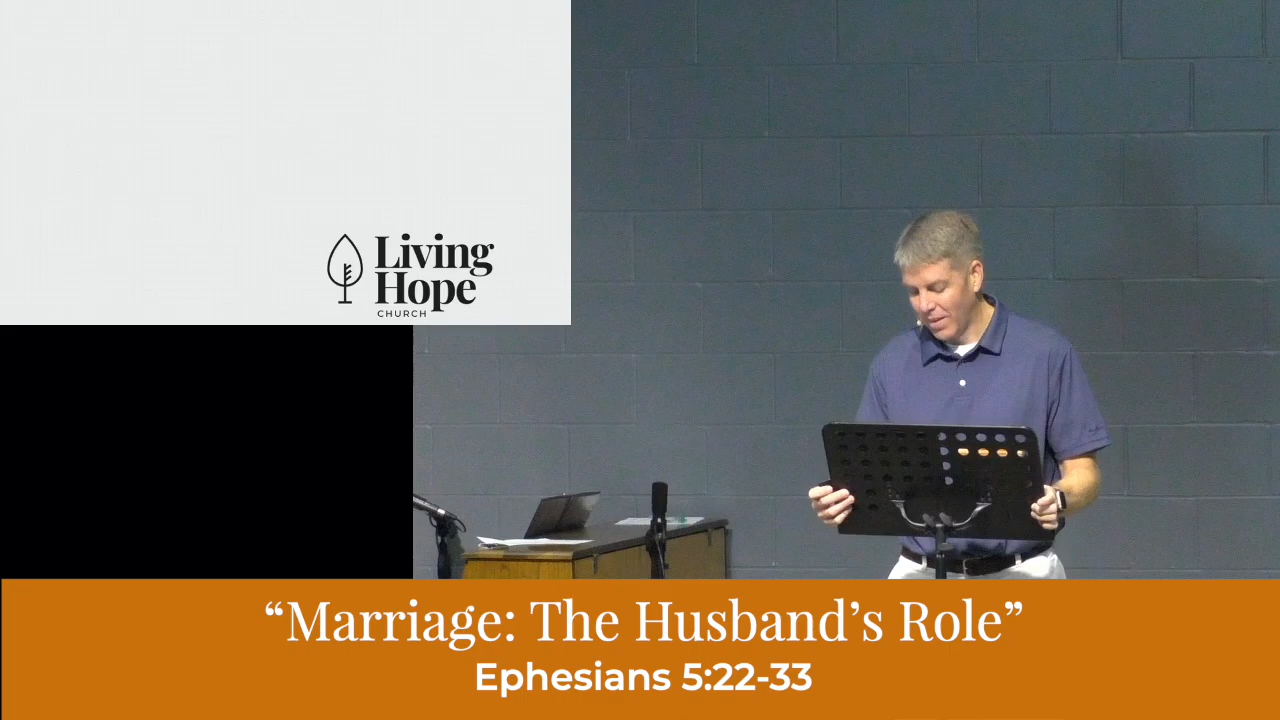 Living
Hope
CHURCH
“Marriage: The Husband’s Role”
Ephesians 5:22-33